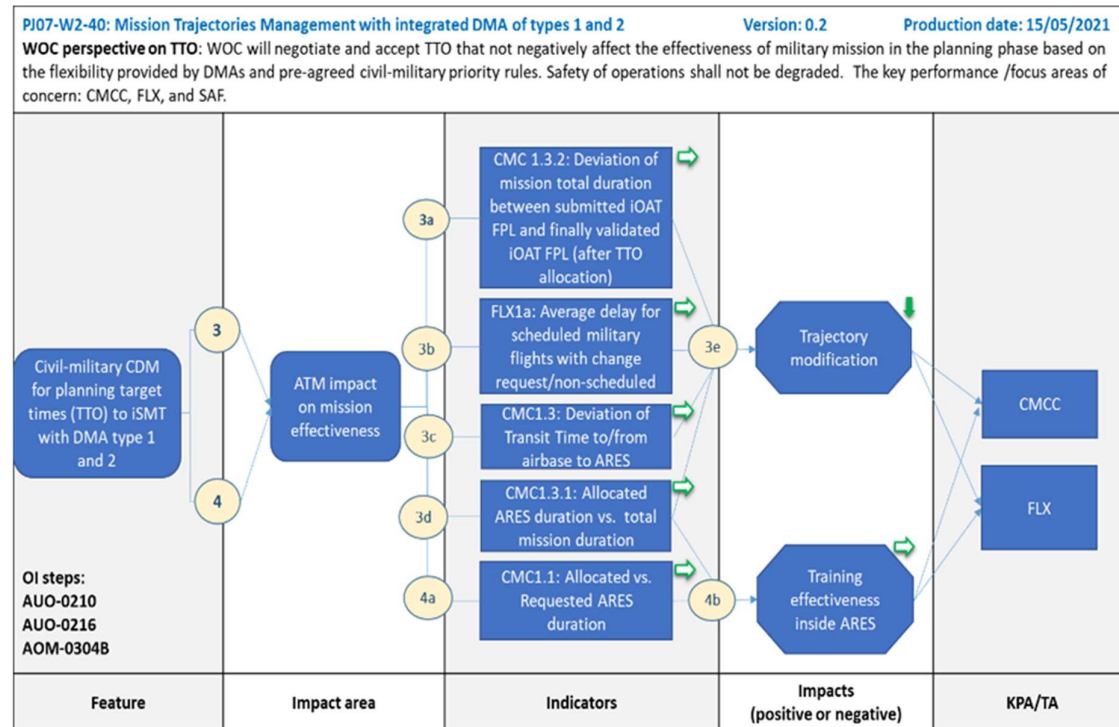 PJ07-W2-40: Mission Trajectories Management with integrated DMA of types 1 and 2 Version: 0.2 Production date: 15/05/2021
WOC perspective on TTO: WOC will negotiate and accept TTO that not negatively affect the effectiveness of military mission in the planning phase based on
the flexibility provided by DMAs and pre-agreed civil-military priority rules. Safety of operations shall not be degraded. The key performance /focus areas of
concern: CMCC, FLX, and SAF.
Civil-military CDM
for planning target
times (TTO) to iSMT
with DMA type 1
and 2
3
4
OI steps:
AUO-0210
AUO-0216
AOM-0304B
ATM impact
on mission
effectiveness
3a
3b
3c
3d
4a
CMC 1.3.2: Deviation of
mission total duration
between submitted iOAT
FPL and finally validated
iOAT FPL (after TTO
allocation)
FLX1a: Average delay for
scheduled military
flights with change
request/non-scheduled
CMC1.3: Deviation of
Transit Time to/from
airbase to ARES
CMC1.3.1: Allocated
ARES duration vs. total
mission duration
CMC1.1: Allocated vs.
Requested ARES
duration
3e
4b
Trajectory
modification
Training
effectiveness
inside ARES
CMCC
FLX
Feature
Impact area
Indicators
Impacts
(positive or negative)
KPA/TA